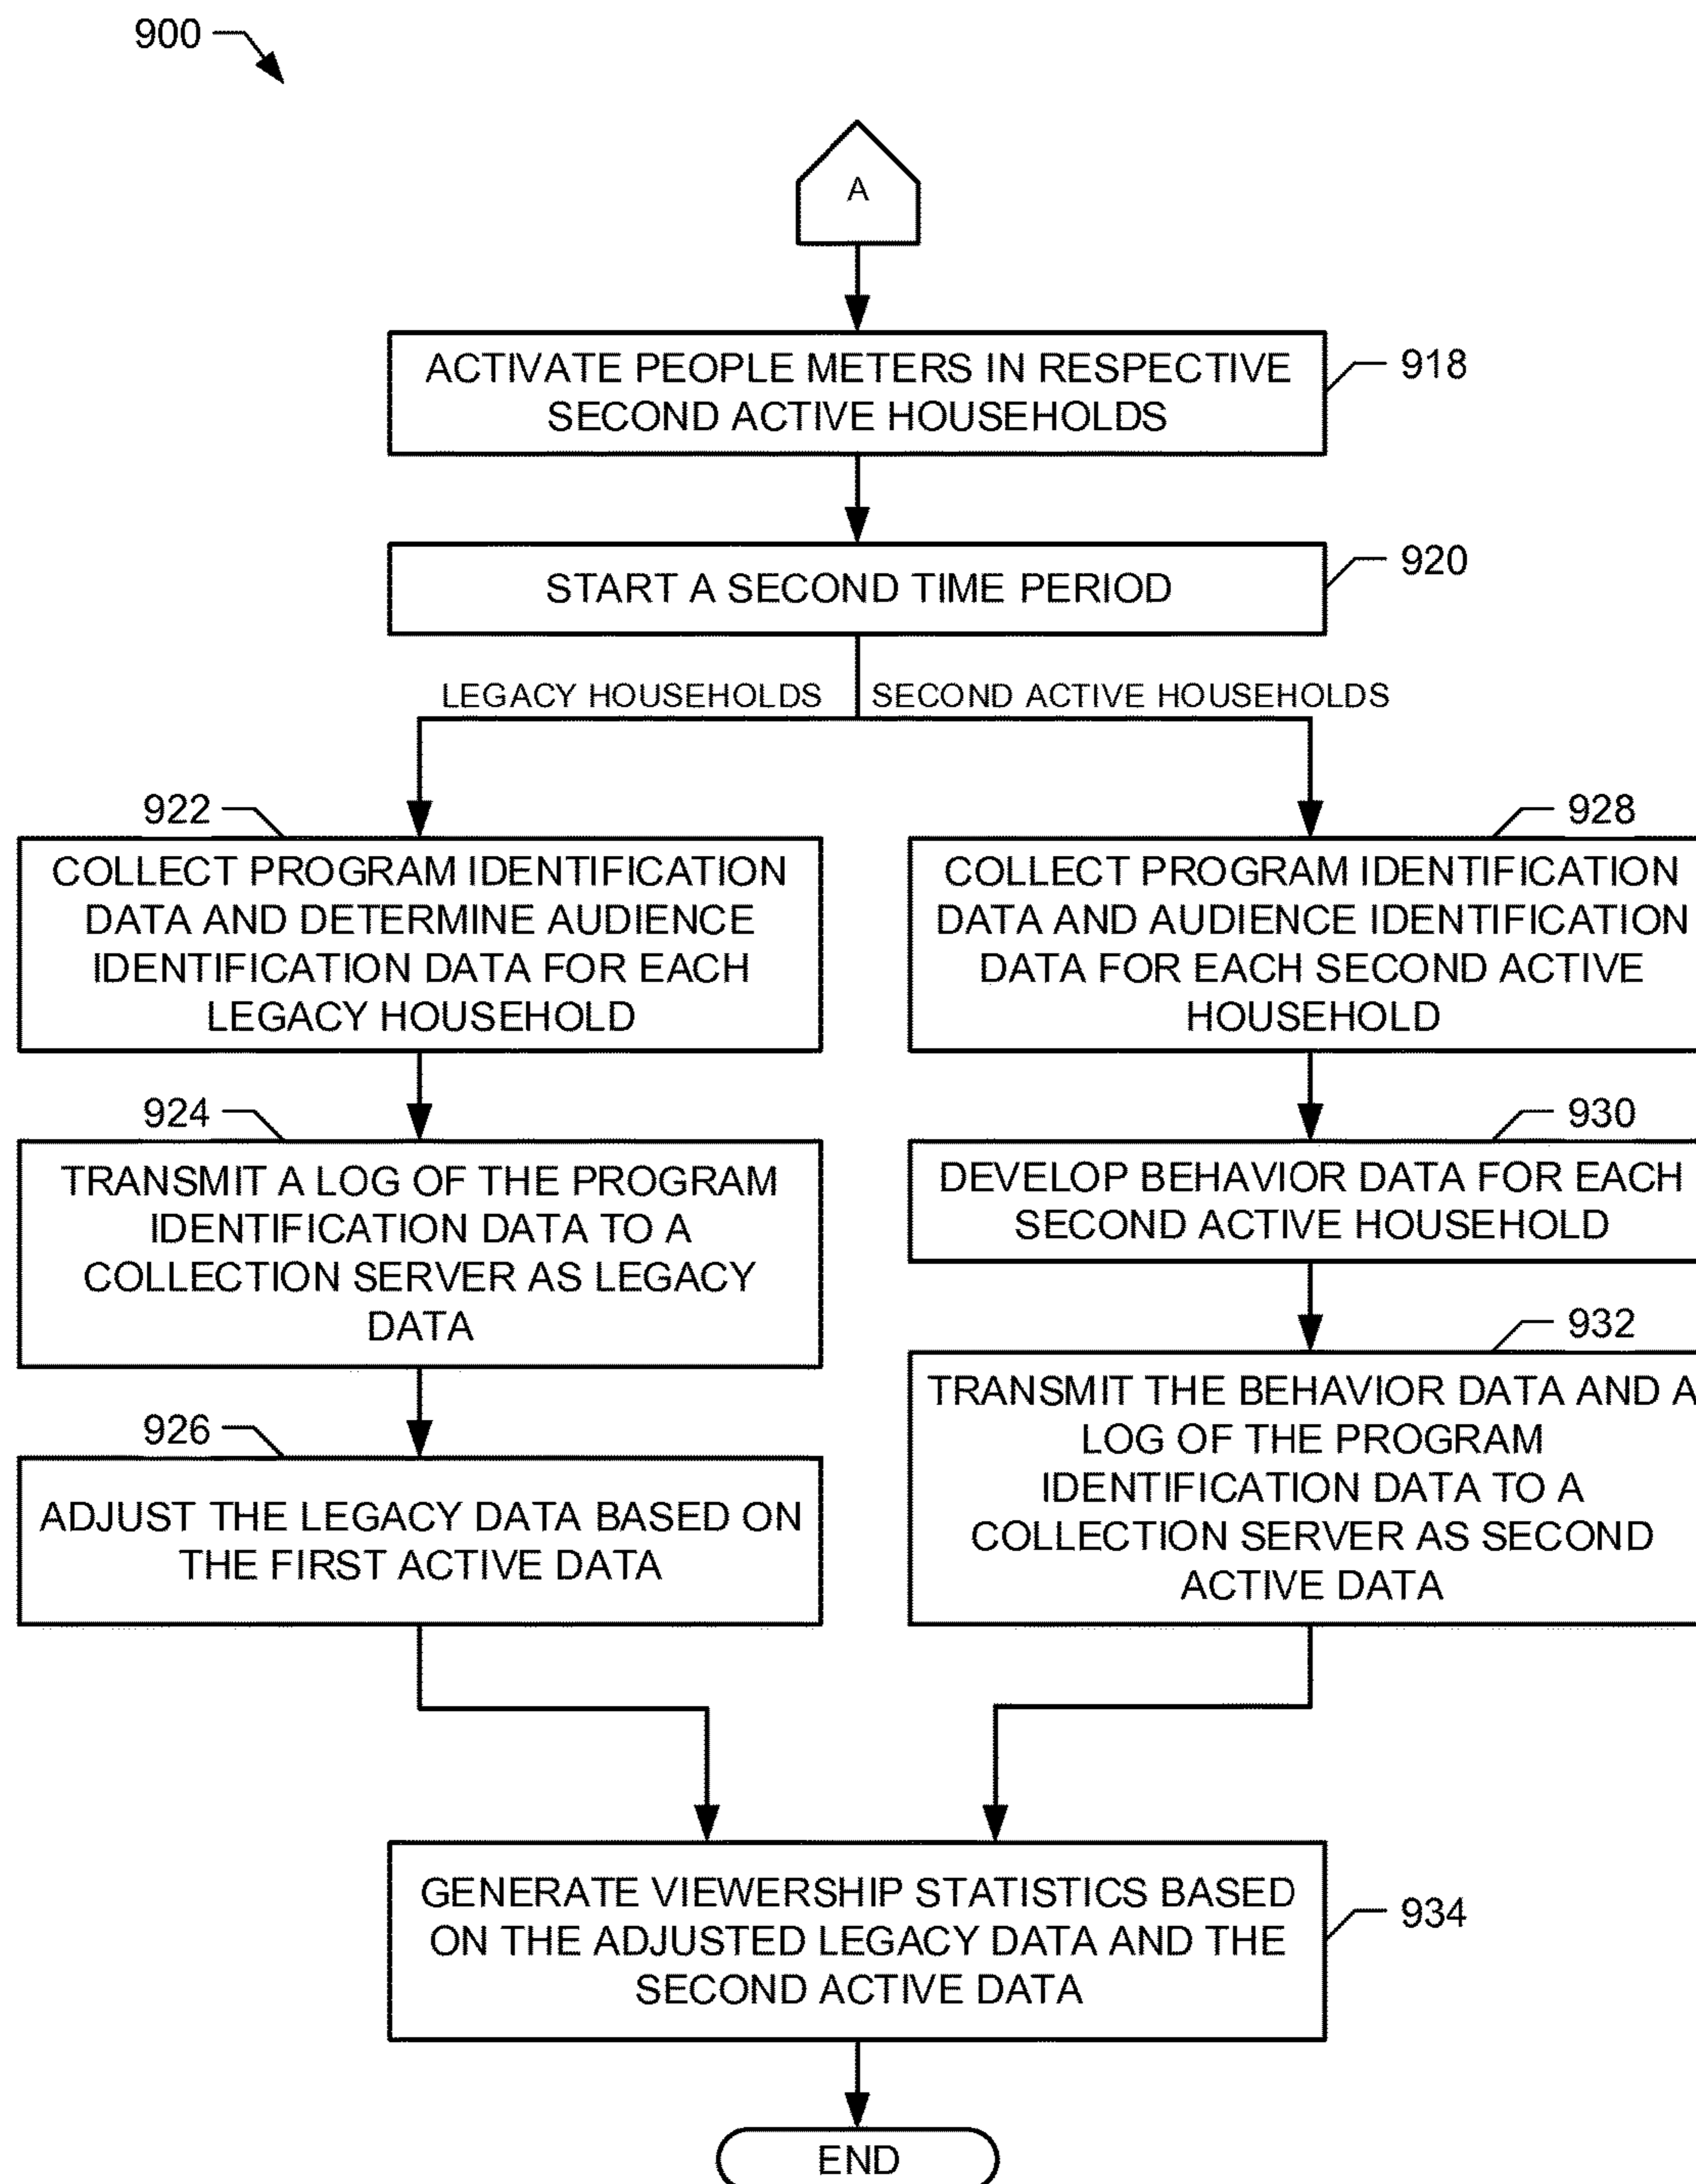 900
A
ACTIVATE PEOPLE METERS IN RESPECTIVE
SECOND ACTIVE HOUSEHOLDS
918
START A SECOND TIME PERIOD
920
LEGACY HOUSEHOLDS
SECOND ACTIVE HOUSEHOLDS
922
COLLECT PROGRAM IDENTIFICATION
DATA AND DETERMINE AUDIENCE
IDENTIFICATION DATA FOR EACH
LEGACY HOUSEHOLD
924
TRANSMIT A LOG OF THE PROGRAM
IDENTIFICATION DATA TO A
COLLECTION SERVER AS LEGACY
DATA
926
ADJUST THE LEGACY DATA BASED ON
THE FIRST ACTIVE DATA
928
COLLECT PROGRAM IDENTIFICATION
DATA AND AUDIENCE IDENTIFICATION
DATA FOR EACH SECOND ACTIVE
HOUSEHOLD
930
DEVELOP BEHAVIOR DATA FOR EACH
SECOND ACTIVE HOUSEHOLD
932
TRANSMIT THE BEHAVIOR DATA AND A
LOG OF THE PROGRAM
IDENTIFICATION DATA TO A
COLLECTION SERVER AS SECOND
ACTIVE DATA
GENERATE VIEWERSHIP STATISTICS BASED
ON THE ADJUSTED LEGACY DATA AND THE
SECOND ACTIVE DATA
934
END